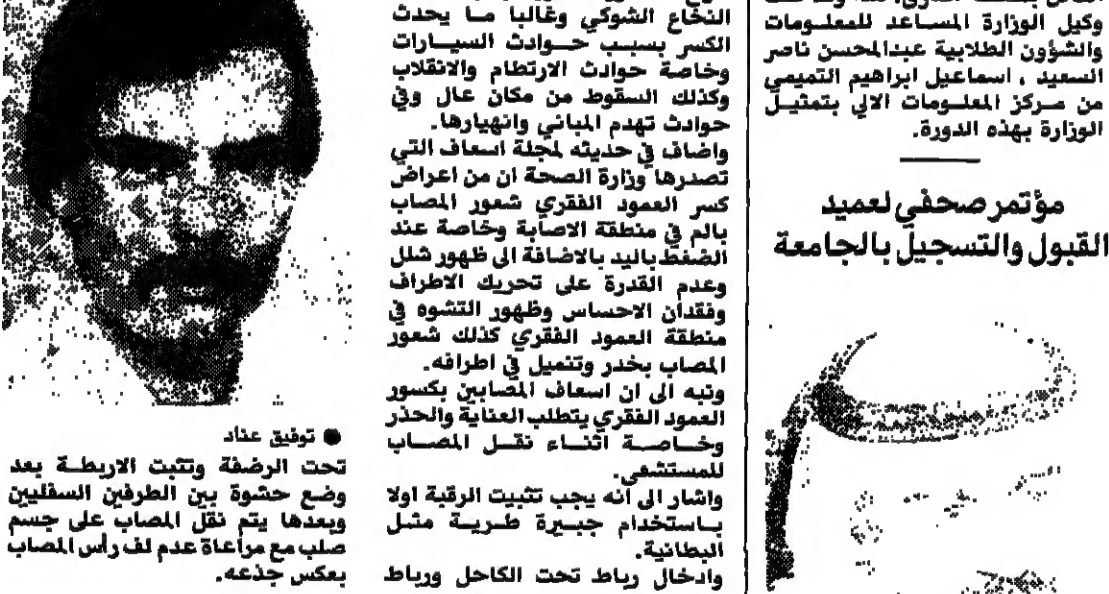 وكيل الوزارة المساعد للمعلومات
والشؤون الطلابية عبدالمحسن ناصر
السعيد ، اسماعيل ابراهيم التميمي
من مركز المعلومات الالي بتمثيل
الوزارة بهذه الدورة.
مؤتمر صحفي لعميد
القبول والتسجيل بالجامعة
النخاع الشوكي وغالبا ما يحدث
الكسر بسبب حوادث السيارات
وخاصة حوادث الارتطام والانقلاب
وكذلك السقوط من مكان عال وفي
حوادث تهدم المباني وانهيارها.
واضاف في حديثه لمجلة اسعاف التي
تصدرها وزارة الصحة ان من اعراض
كسر العمود الفقري شعور المصاب
بالم في منطقة الاصابة وخاصة عند
الضغط باليد بالاضافة الى ظهور شلل
وعدم القدرة على تحريك الاطراف
وفقدان الاحساس وظهور التشوه في
منطقة العمود الفقري كذلك شعور
المصاب بخدر وتنميل في اطرافه.
ونبه الى ان اسعاف المصابين بكسور
العمود الفقري يتطلب العناية والحذر
وخاصة اثناء نقل المصاب
للمستشفى.
واشار الى انه يجب تثبيت الرقبة اولا
باستخدام جبيرة طرية مثل
البطانية.
وادخال رباط تحت الكاحل ورباط
● توفيق عناد
تحت الرضفة وتثبت الاربطة بعد
وضع حشوة بين الطرفين السفليين
وبعدها يتم نقل المصاب على جسم
صلب مع مراعاة عدم لف رأس المصاب
بعكس جذعه.